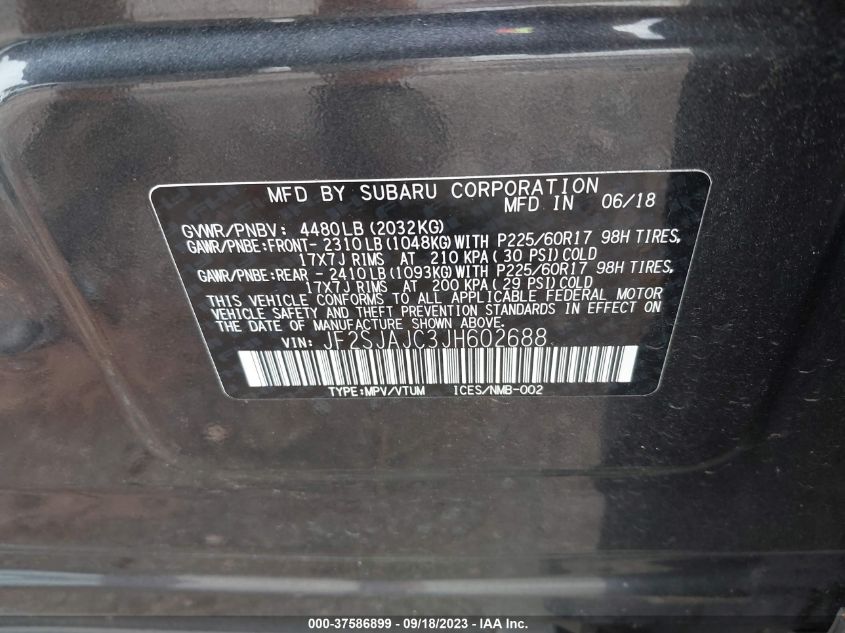 MFD BY SUBARU CORPORATION
MFD IN 06/18
GVWR/PNBV: 4480LB(2032KG)
GAWR/PNBE:FRONT- 2310LB(1048KG)WITH P225/60R17 98H TIRES,
17X7J RIMS AT 210 KPA(30 PSI)COLD
GAWR/PNBE:REAR - 2410LB(1093KG)WITH P225/60R17 98H TIRES,
17X7J RIMS AT 200 KPA(29 PSI)COLD
THIS VEHICLE CONFORMS TO ALL APPLICABLE FEDERAL MOTOR
VEHICLE SAFETY AND THEFT PREVENTION STANDARDS IN EFFECT ON
THE DATE OF MANUFACTURE SHOWN ABOVE.
VIN: JF2SJAJC3JH602688
TYPE:MPV/VTUM ICES/NMB-002
000-37586899 - 09/18/2023 - IAA Inc.